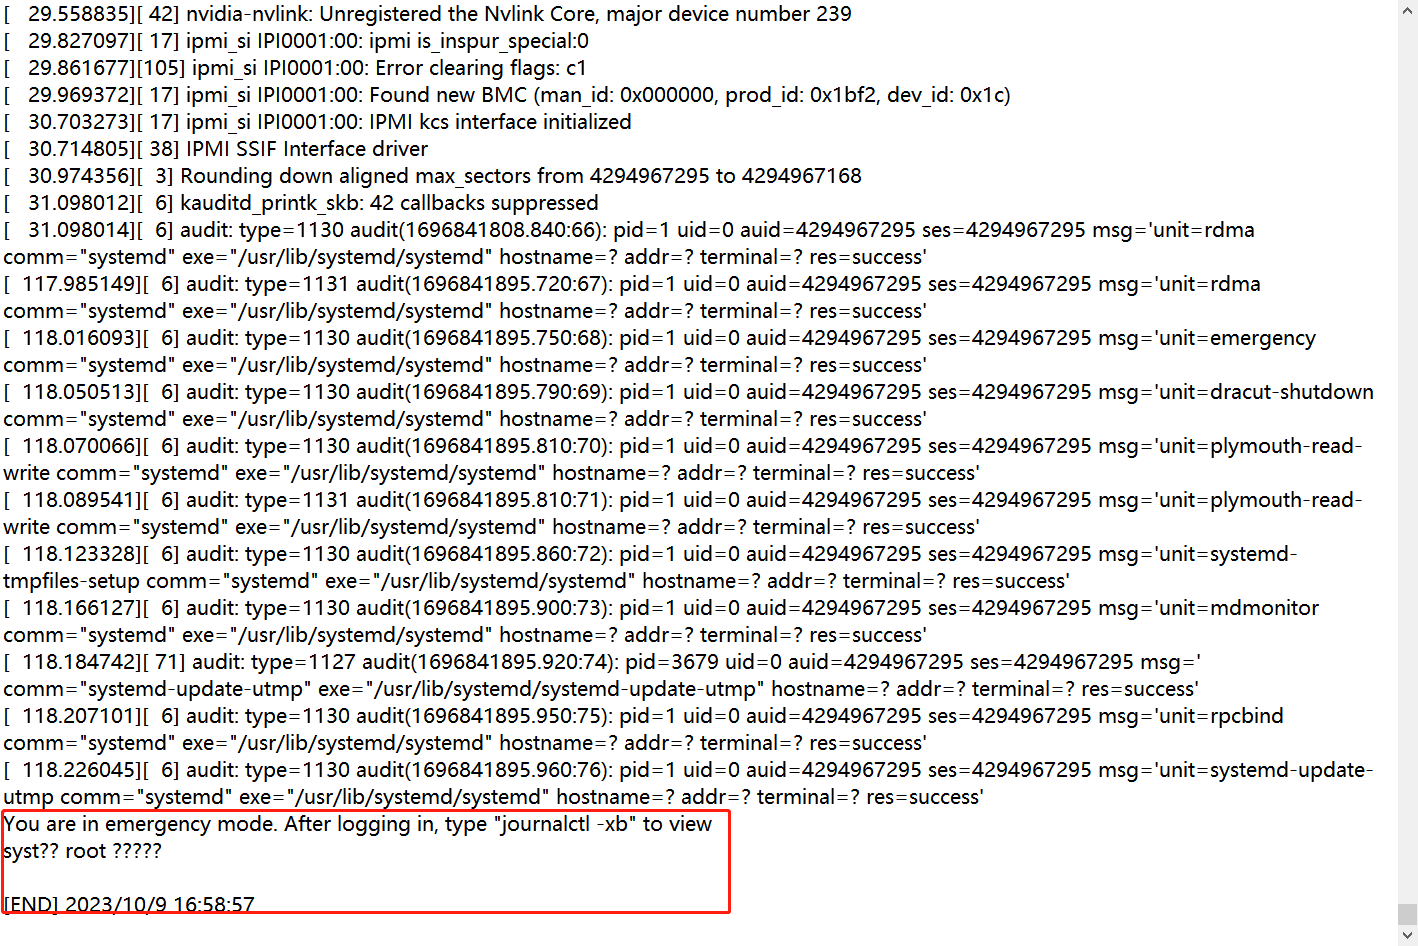 [   29.558835][ 42] nvidia-nvlink: Unregistered the Nvlink Core, major device number 239
[   29.827097][ 17] ipmi_si IPI0001:00: ipmi is_inspur_special:0
[   29.861677][105] ipmi_si IPI0001:00: Error clearing flags: c1
[   29.969372][ 17] ipmi_si IPI0001:00: Found new BMC (man_id: 0x000000, prod_id: 0x1bf2, dev_id: 0x1c)
[   30.703273][ 17] ipmi_si IPI0001:00: IPMI kcs interface initialized
[   30.714805][ 38] IPMI SSIF Interface driver
[   30.974356][  3] Rounding down aligned max_sectors from 4294967295 to 4294967168
[   31.098012][  6] kauditd_printk_skb: 42 callbacks suppressed
[   31.098014][  6] audit: type=1130 audit(1696841808.840:66): pid=1 uid=0 auid=4294967295 ses=4294967295 msg='unit=rdma
comm="systemd" exe="/usr/lib/systemd/systemd" hostname=? addr=? terminal=? res=success'
[  117.985149][  6] audit: type=1131 audit(1696841895.720:67): pid=1 uid=0 auid=4294967295 ses=4294967295 msg='unit=rdma
comm="systemd" exe="/usr/lib/systemd/systemd" hostname=? addr=? terminal=? res=success'
[  118.016093][  6] audit: type=1130 audit(1696841895.750:68): pid=1 uid=0 auid=4294967295 ses=4294967295 msg='unit=emergency
comm="systemd" exe="/usr/lib/systemd/systemd" hostname=? addr=? terminal=? res=success'
[  118.050513][  6] audit: type=1130 audit(1696841895.790:69): pid=1 uid=0 auid=4294967295 ses=4294967295 msg='unit=dracut-shutdown
comm="systemd" exe="/usr/lib/systemd/systemd" hostname=? addr=? terminal=? res=success'
[  118.070066][  6] audit: type=1130 audit(1696841895.810:70): pid=1 uid=0 auid=4294967295 ses=4294967295 msg='unit=plymouth-read-
write comm="systemd" exe="/usr/lib/systemd/systemd" hostname=? addr=? terminal=? res=success'
[  118.089541][  6] audit: type=1131 audit(1696841895.810:71): pid=1 uid=0 auid=4294967295 ses=4294967295 msg='unit=plymouth-read-
write comm="systemd" exe="/usr/lib/systemd/systemd" hostname=? addr=? terminal=? res=success'
[  118.123328][  6] audit: type=1130 audit(1696841895.860:72): pid=1 uid=0 auid=4294967295 ses=4294967295 msg='unit=systemd-
tmpfiles-setup comm="systemd" exe="/usr/lib/systemd/systemd" hostname=? addr=? terminal=? res=success'
[  118.166127][  6] audit: type=1130 audit(1696841895.900:73): pid=1 uid=0 auid=4294967295 ses=4294967295 msg='unit=mdmonitor
comm="systemd" exe="/usr/lib/systemd/systemd" hostname=? addr=? terminal=? res=success'
[  118.184742][ 71] audit: type=1127 audit(1696841895.920:74): pid=3679 uid=0 auid=4294967295 ses=4294967295 msg='
comm="systemd-update-utmp" exe="/usr/lib/systemd/systemd-update-utmp" hostname=? addr=? terminal=? res=success'
[  118.207101][  6] audit: type=1130 audit(1696841895.950:75): pid=1 uid=0 auid=4294967295 ses=4294967295 msg='unit=rpcbind
comm="systemd" exe="/usr/lib/systemd/systemd" hostname=? addr=? terminal=? res=success'
[  118.226045][  6] audit: type=1130 audit(1696841895.960:76): pid=1 uid=0 auid=4294967295 ses=4294967295 msg='unit=systemd-update-
utmp comm="systemd" exe="/usr/lib/systemd/systemd" hostname=? addr=? terminal=? res=success'
You are in emergency mode. After logging in, type "journalctl -xb" to view
syst?? root ?????
[END] 2023/10/9 16:58:57